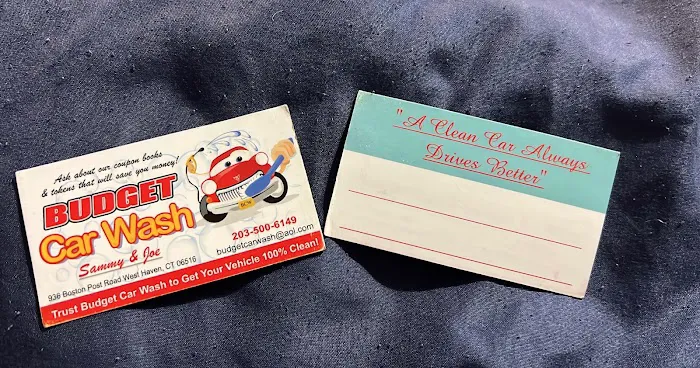 Ask about our coupon books
& tokens that will save you money!
BUDGET
Car Wash
Sammy & Joe
203-500-6149
budgetcarwash@aol.com
936 Boston Post Road West Haven, CT 06516
Trust Budget Car Wash to Get Your Vehicle 100% Clean!
BCW
"A Clean Car Always
Drives Better"